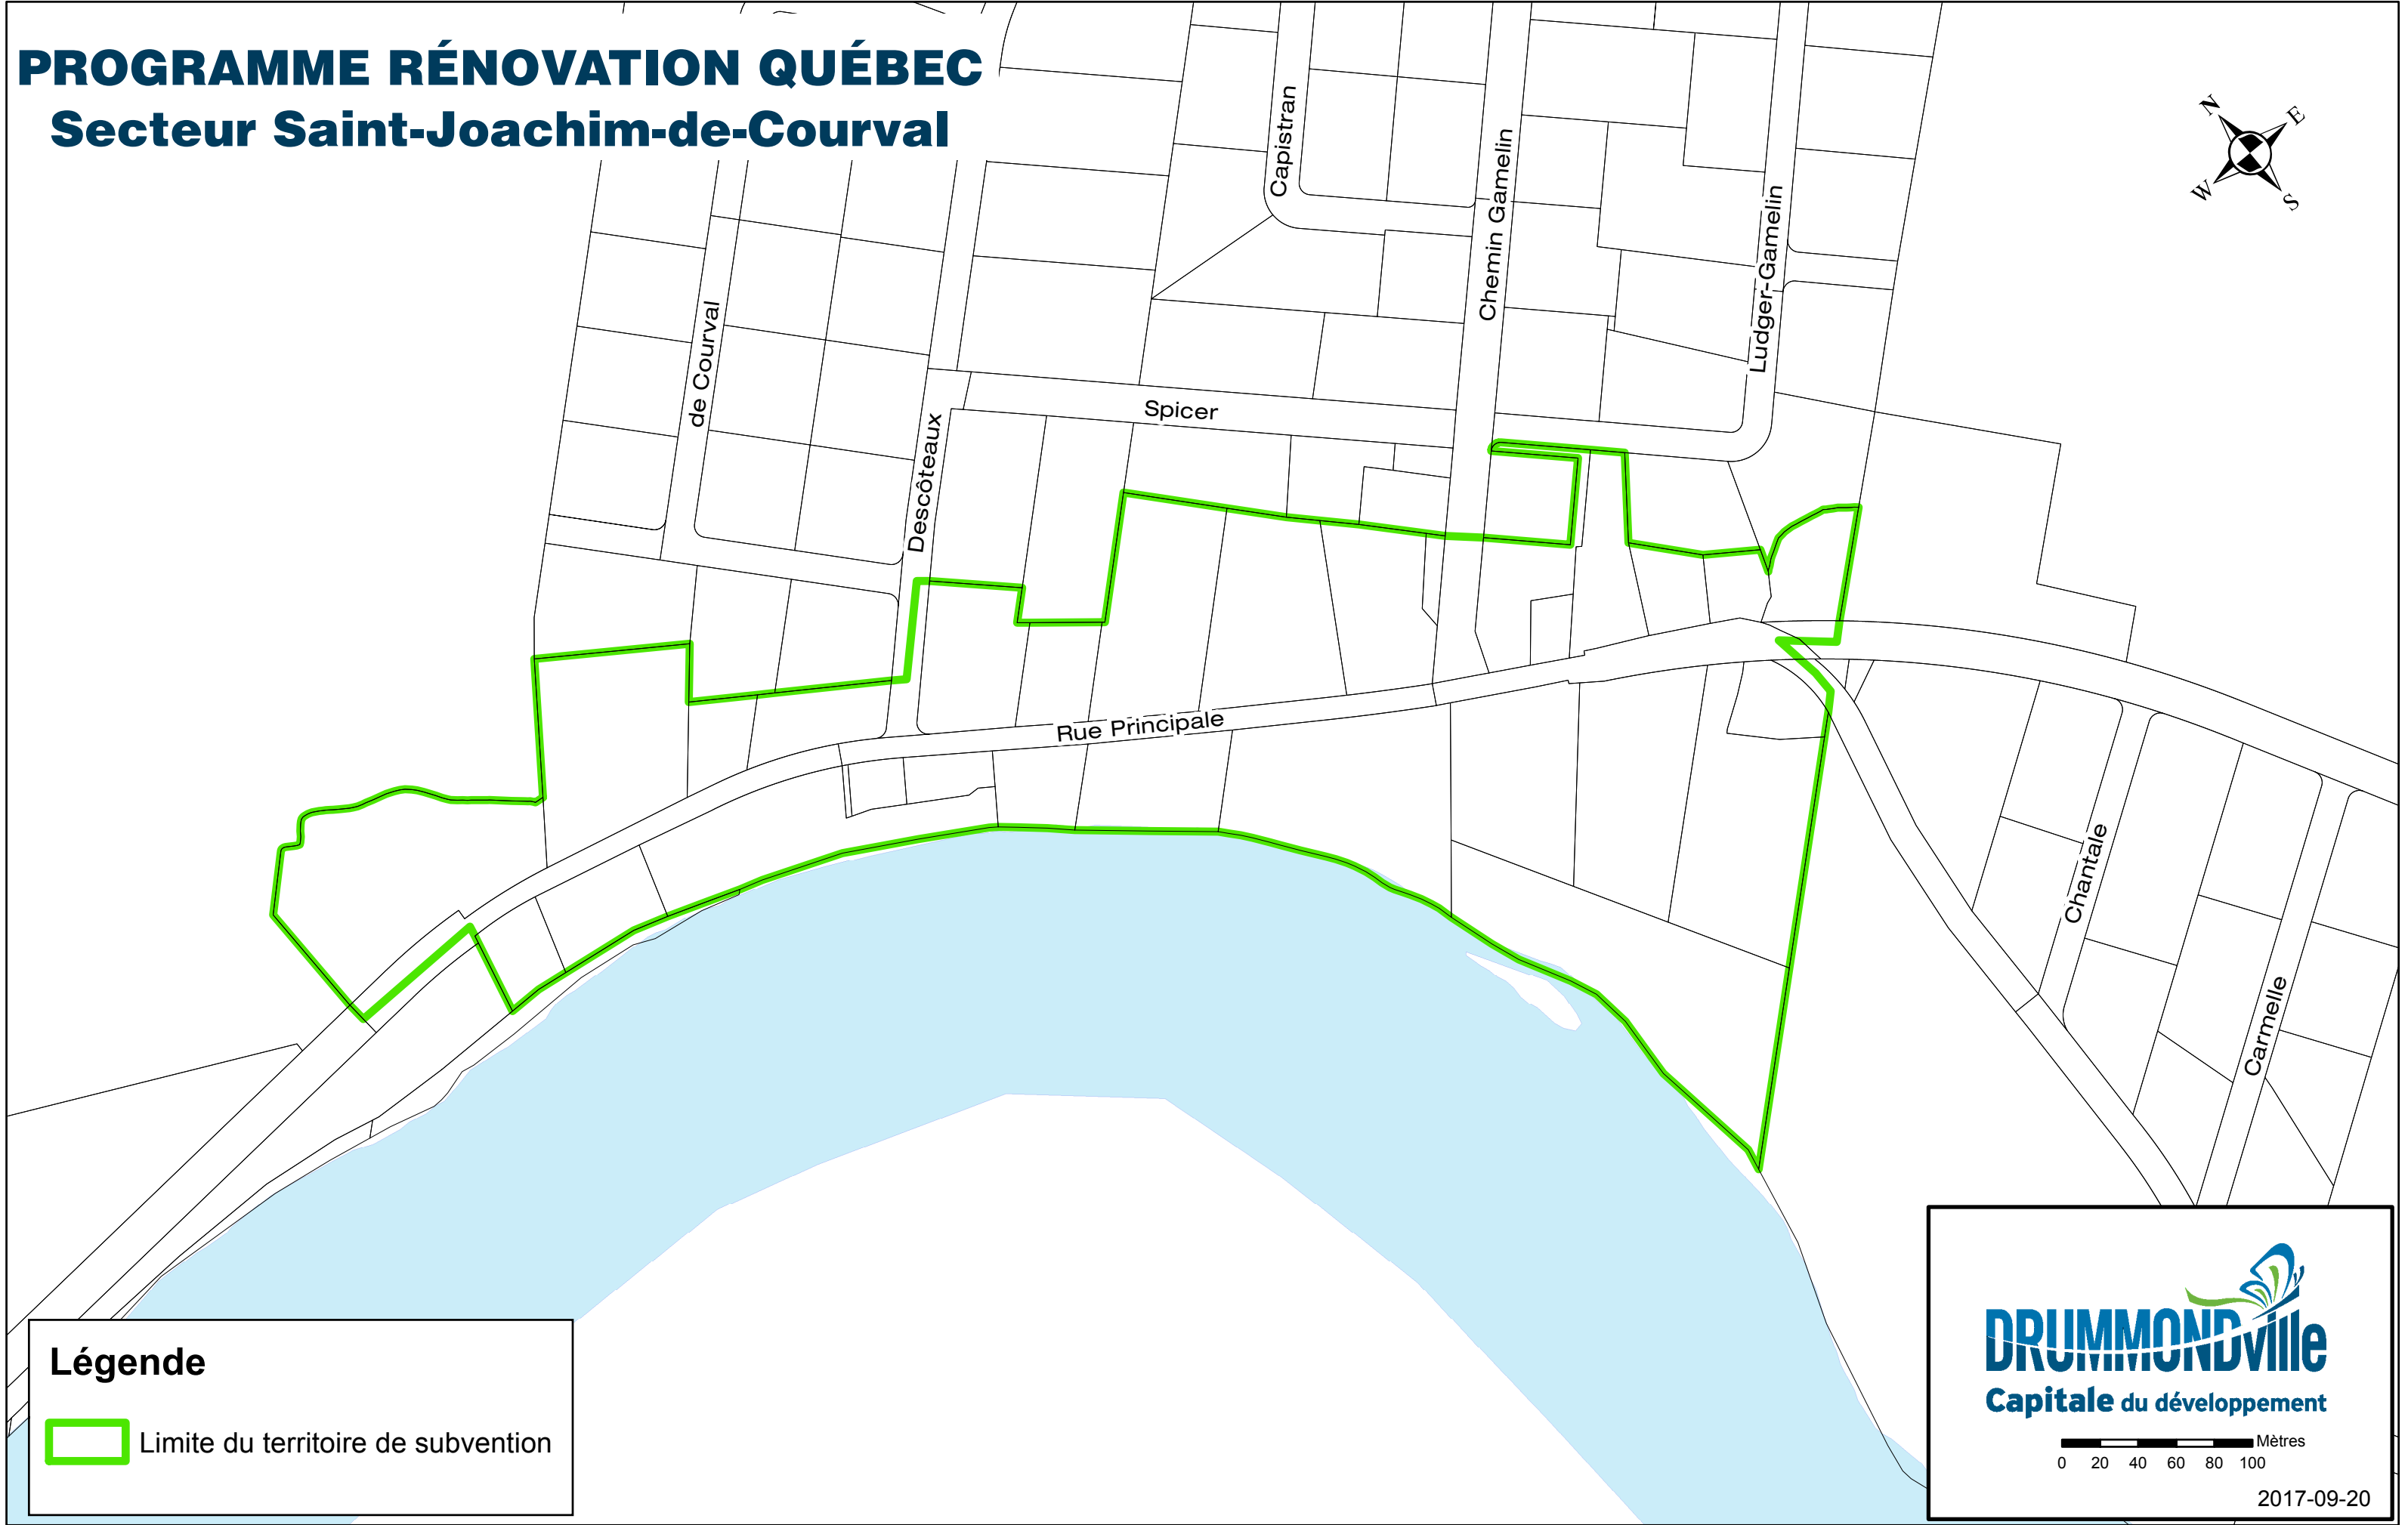 PROGRAMME RÉNOVATION QUÉBEC
Secteur Saint-Joachim-de-Courval
N
E
W
S
Capistran
Chemin Gamelin
Ludger-Gamelin
de Courval
Descôteaux
Spicer
Rue Principale
Chantale
Carmelle
Légende
Limite du territoire de subvention
DRUMMONDville
Capitale du développement
Mètres
0 20 40 60 80 100
2017-09-20